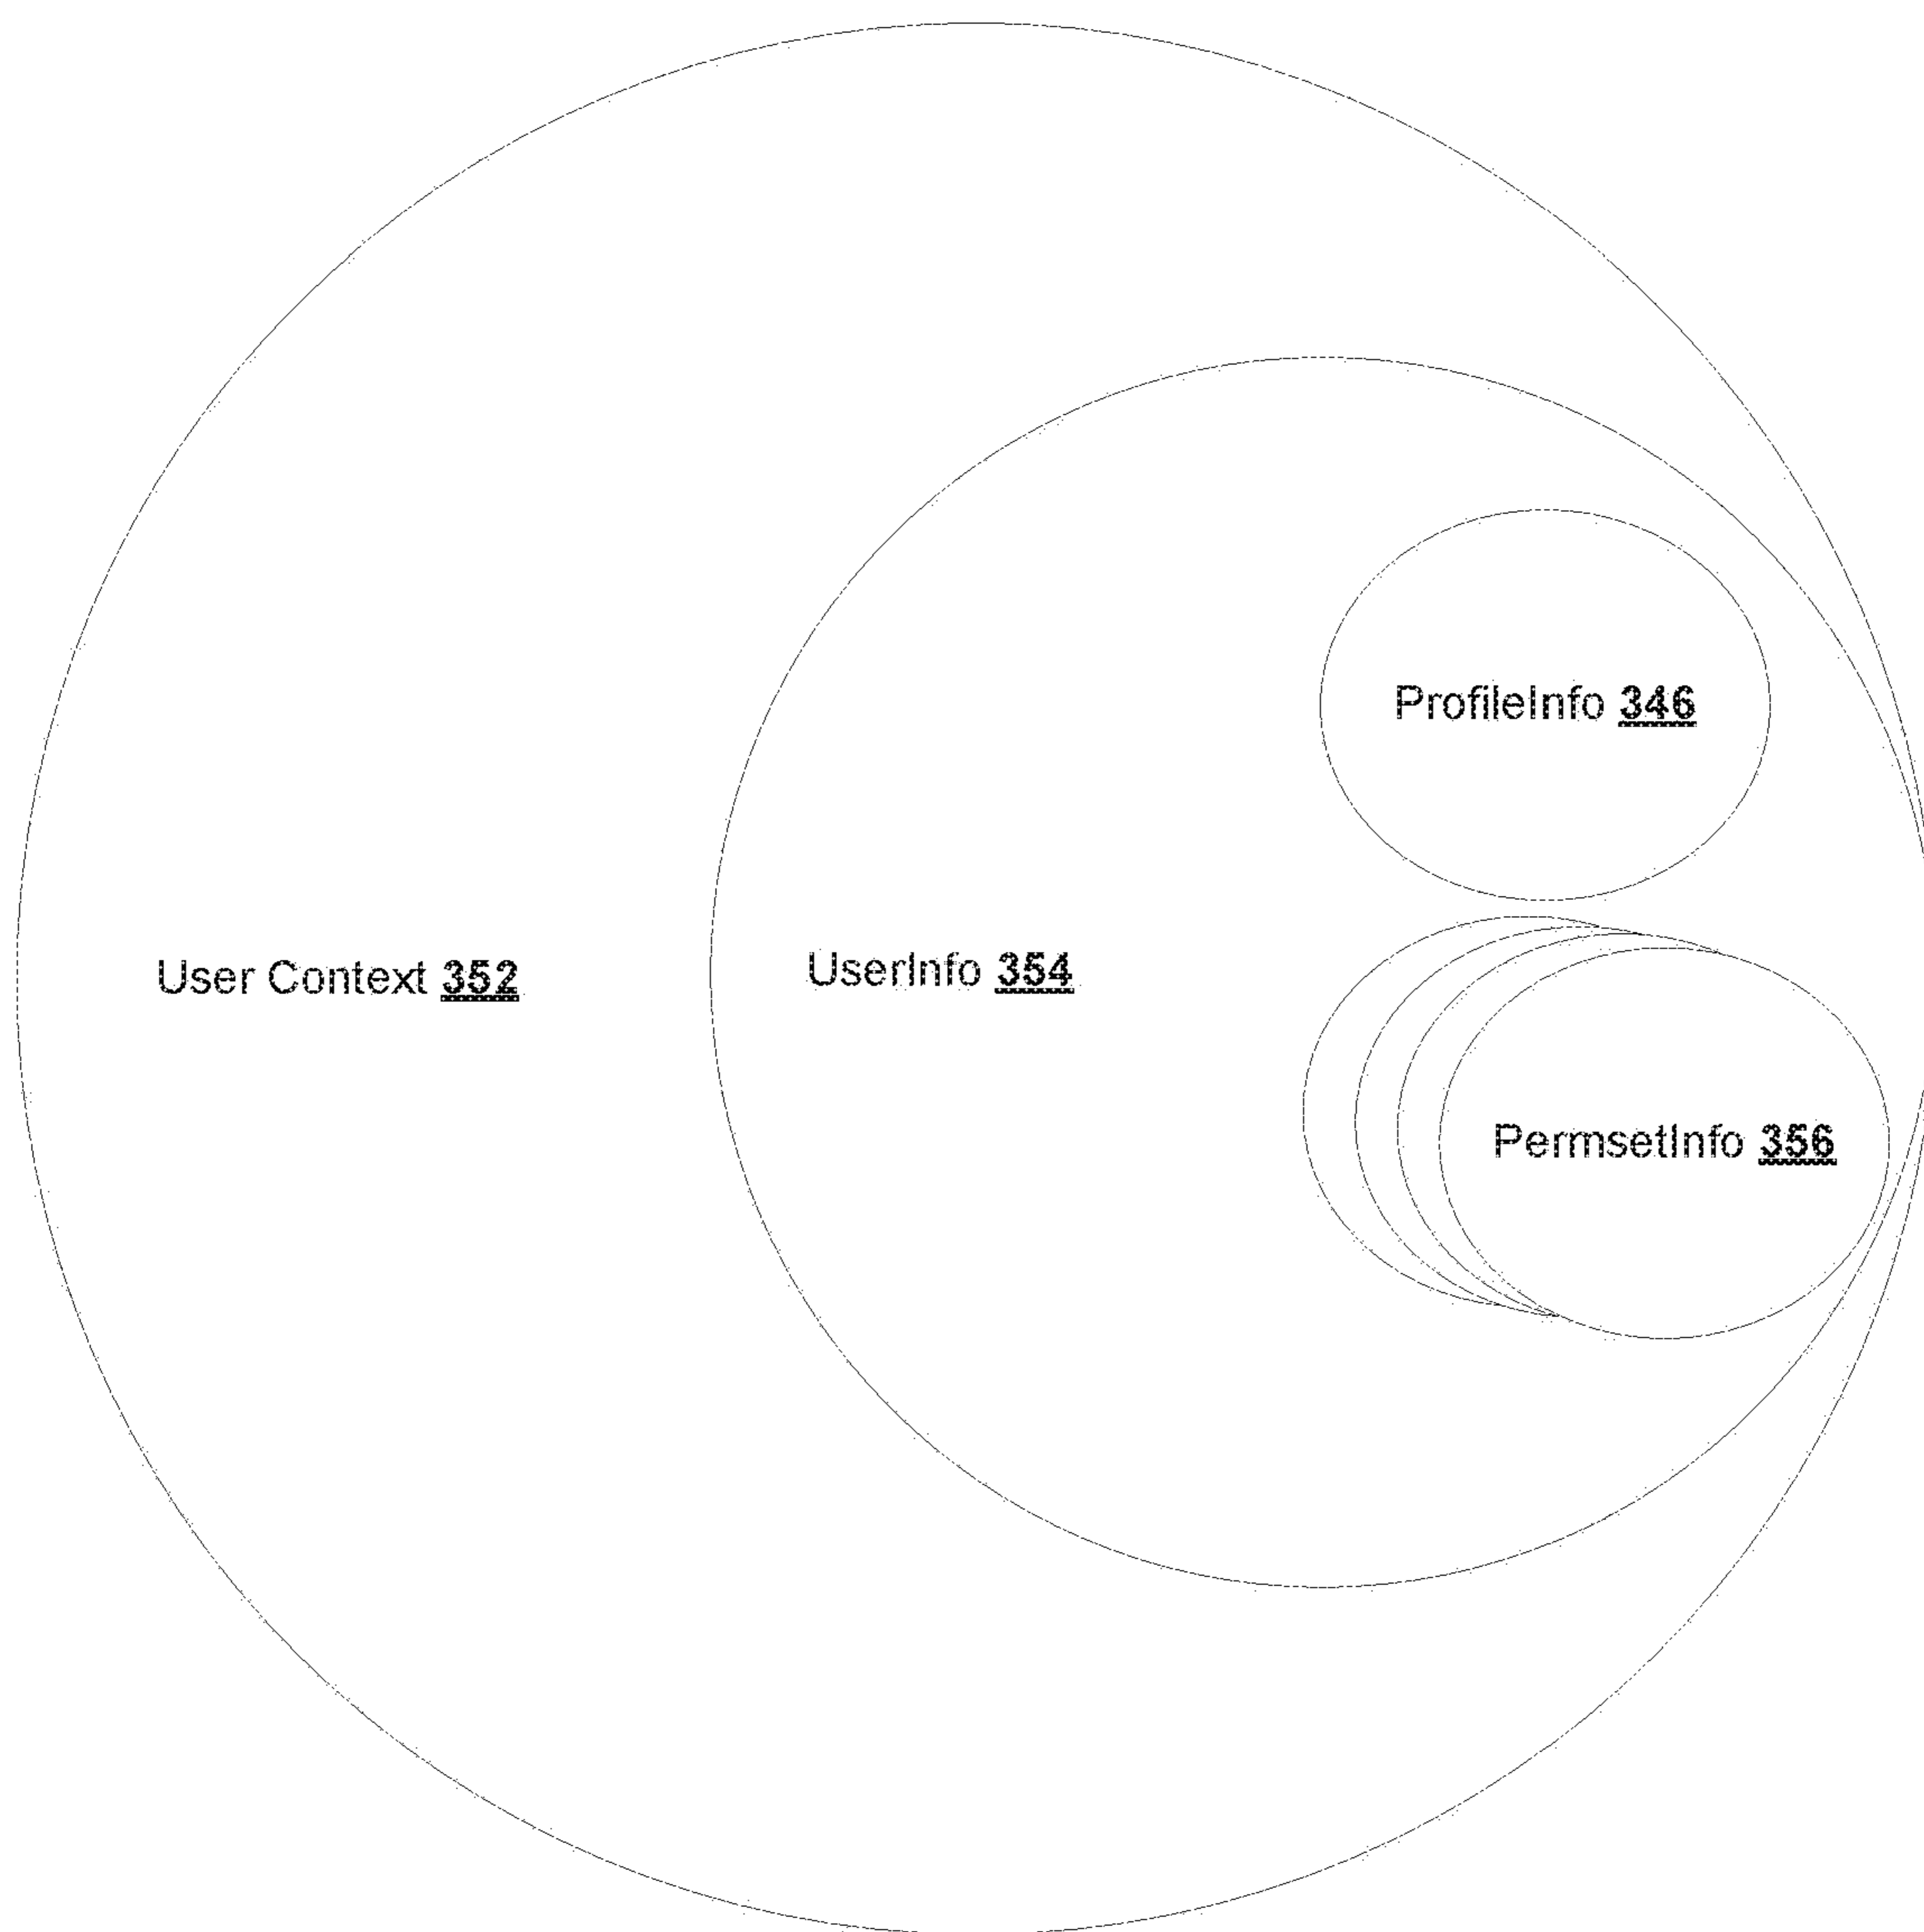 ProfileInfo 346
User Context 352
UserInfo 354
PermsetInfo 356